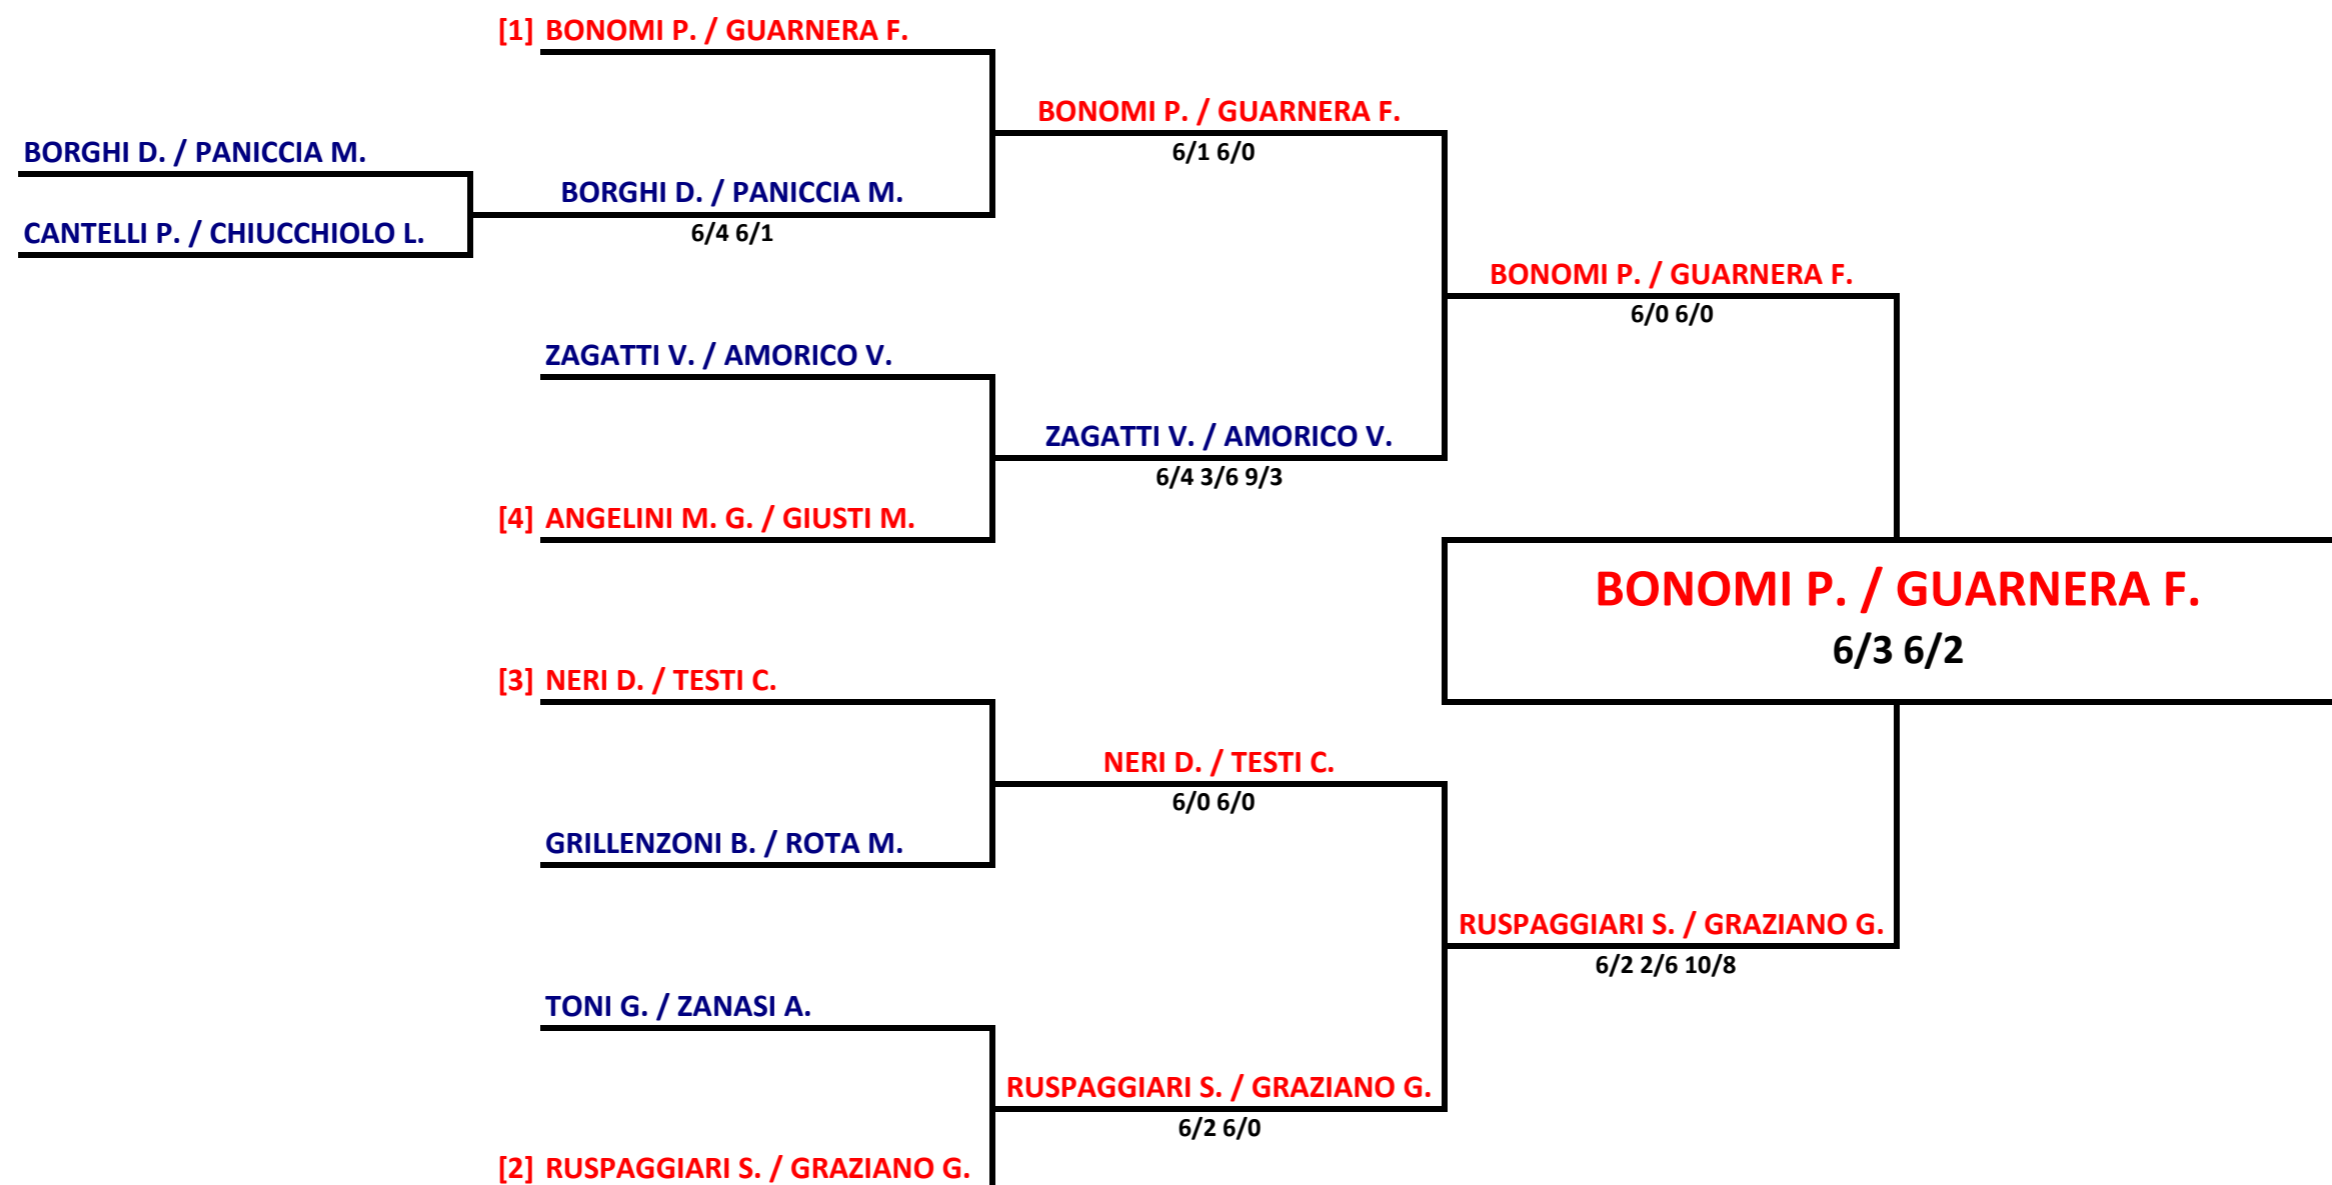 [1] BONOMI P. / GUARNERA F.
BONOMI P. / GUARNERA F.
6/1 6/0
BORGHI D. / PANICCIA M.
BORGHI D. / PANICCIA M.
6/4 6/1
CANTELLI P. / CHIUCCHIOLO L.
BONOMI P. / GUARNERA F.
6/0 6/0
ZAGATTI V. / AMORICO V.
ZAGATTI V. / AMORICO V.
6/4 3/6 9/3
[4] ANGELINI M. G. / GIUSTI M.
BONOMI P. / GUARNERA F.
6/3 6/2
[3] NERI D. / TESTI C.
NERI D. / TESTI C.
6/0 6/0
GRILLENZONI B. / ROTA M.
RUSPAGGIARI S. / GRAZIANO G.
6/2 2/6 10/8
TONI G. / ZANASI A.
RUSPAGGIARI S. / GRAZIANO G.
6/2 6/0
[2] RUSPAGGIARI S. / GRAZIANO G.